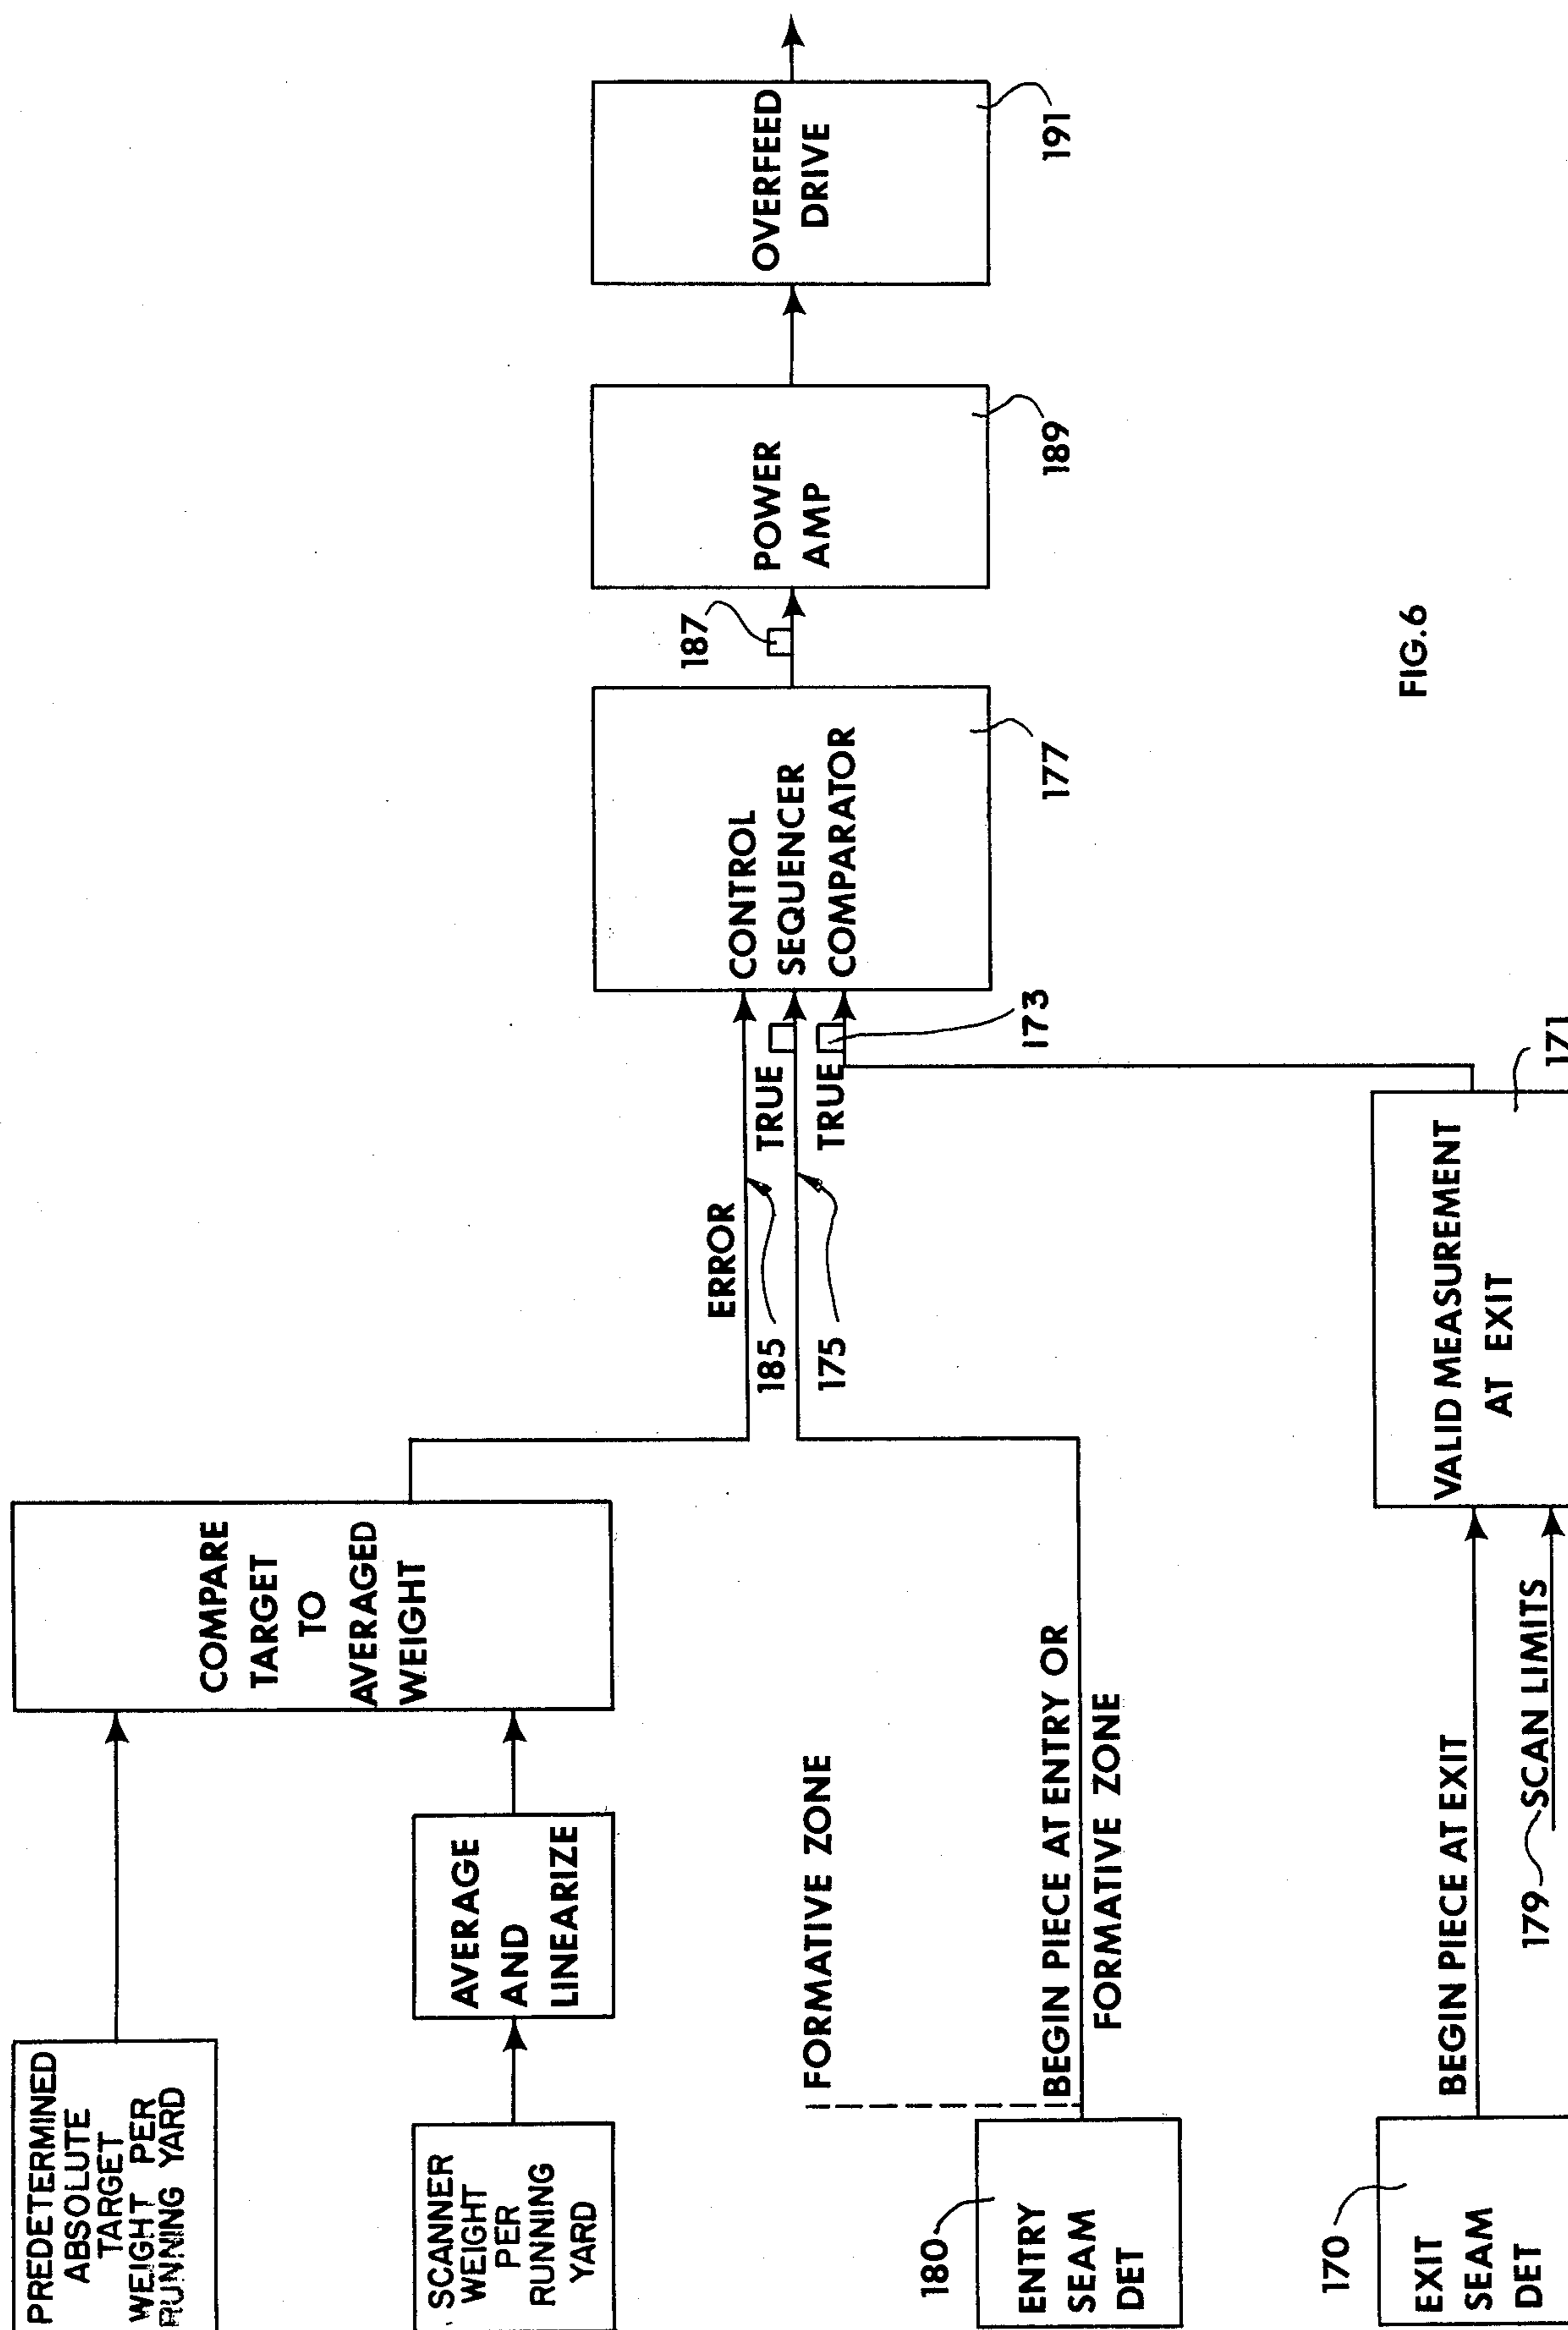 PREDETERMINED
ABSOLUTE
TARGET
WEIGHT PER
RUNNING YARD
SCANNER
WEIGHT
PER
RUNNING
YARD
AVERAGE
AND
LINEARIZE
COMPARE
TARGET
TO
AVERAGED
WEIGHT
ERROR
185
175
TRUE
TRUE
173
FORMATIVE ZONE
180
ENTRY
SEAM
DET
BEGIN PIECE AT ENTRY OR
FORMATIVE ZONE
170
EXIT
SEAM
DET
BEGIN PIECE AT EXIT
179
SCAN LIMITS
VALID MEASUREMENT
AT EXIT
171
CONTROL
SEQUENCER
COMPARATOR
177
187
POWER
AMP
189
OVERFEED
DRIVE
191
FIG.6